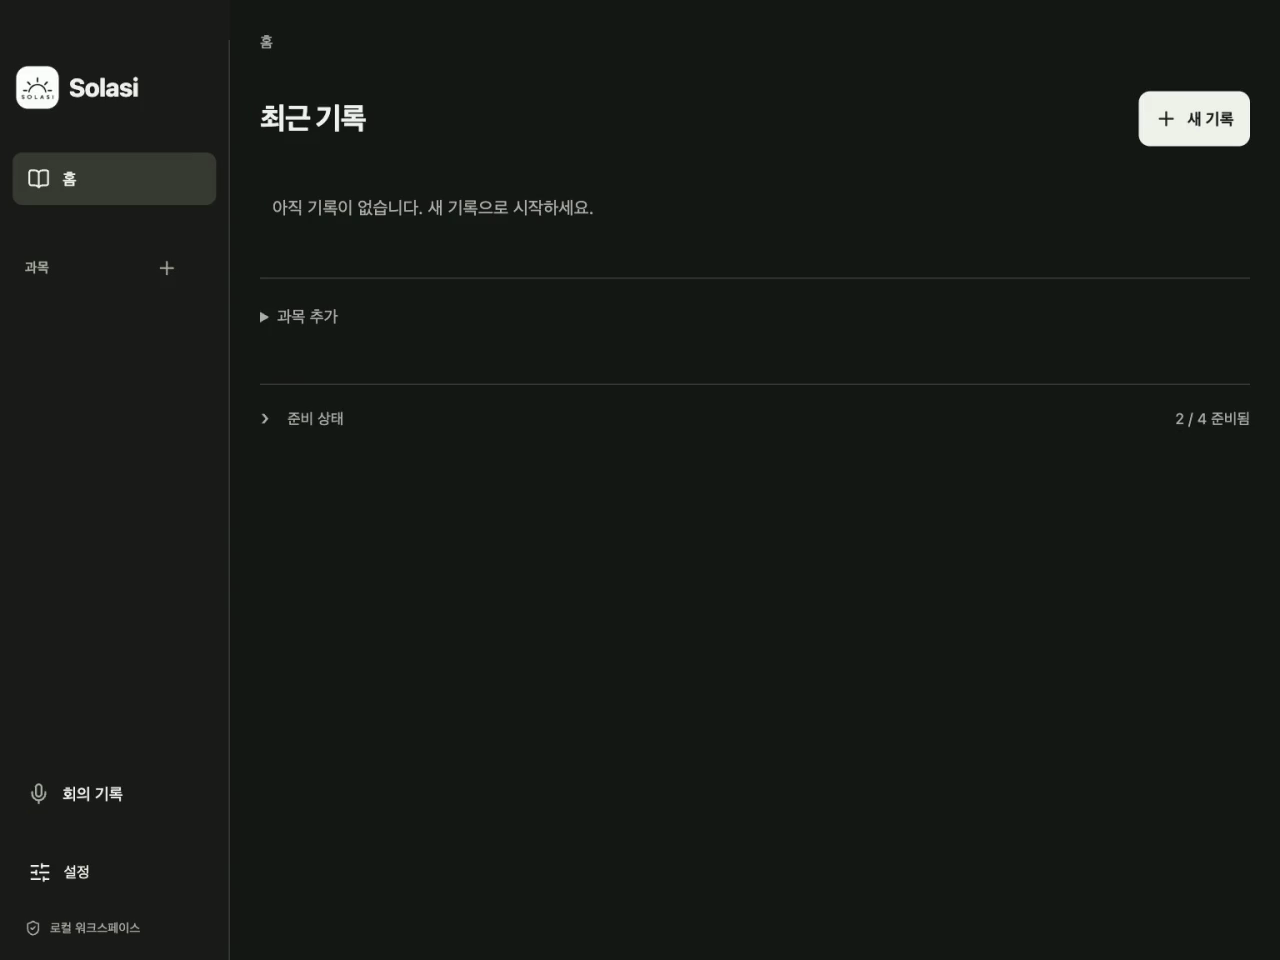 SOLASI
Solasi
홈
과목
회의 기록
설정
로컬 워크스페이스
홈
최근 기록
새 기록
아직 기록이 없습니다. 새 기록으로 시작하세요.
과목 추가
준비 상태
2 / 4 준비됨